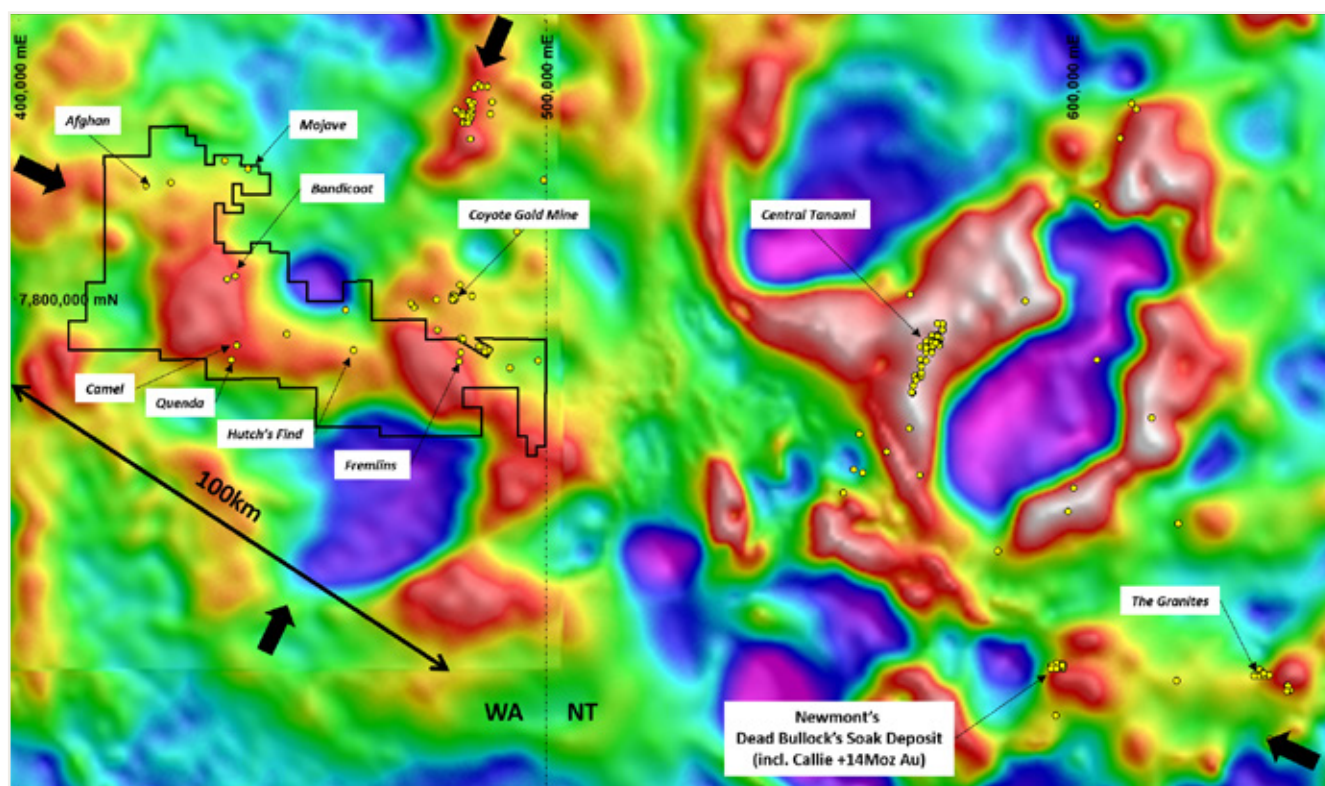 400,000 mE
500,000 mE
600,000 mE
Afghan
Mojave
Bandicoot
Coyote Gold Mine
Central Tanami
7,800,000 mN
Camel
Quenda
Hutch's Find
Fremlins
100km
The Granites
WA
NT
Newmont's
Dead Bullock's Soak Deposit
(incl. Callie +14Moz Au)